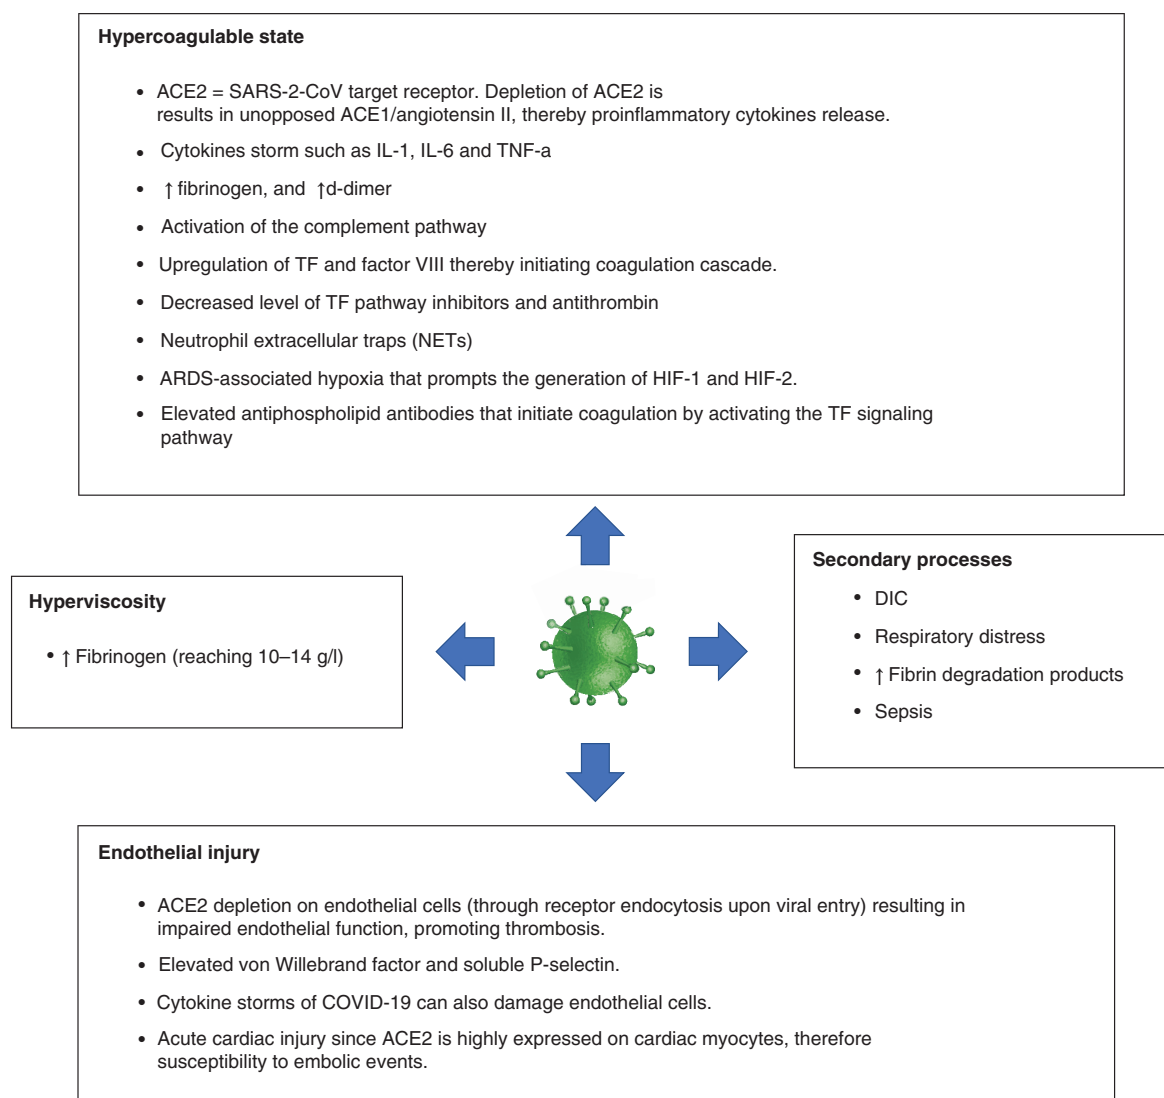 Hypercoagulable state
• ACE2 = SARS-2-CoV target receptor. Depletion of ACE2 is
results in unopposed ACE1/angiotensin II, thereby proinflammatory cytokines release.
• Cytokines storm such as IL-1, IL-6 and TNF-a
• ↑ fibrinogen, and ↑d-dimer
• Activation of the complement pathway
• Upregulation of TF and factor VIII thereby initiating coagulation cascade.
• Decreased level of TF pathway inhibitors and antithrombin
• Neutrophil extracellular traps (NETs)
• ARDS-associated hypoxia that prompts the generation of HIF-1 and HIF-2.
• Elevated antiphospholipid antibodies that initiate coagulation by activating the TF signaling
pathway
Hyperviscosity
• ↑ Fibrinogen (reaching 10–14 g/l)
Secondary processes
• DIC
• Respiratory distress
• ↑ Fibrin degradation products
• Sepsis
Endothelial injury
• ACE2 depletion on endothelial cells (through receptor endocytosis upon viral entry) resulting in
impaired endothelial function, promoting thrombosis.
• Elevated von Willebrand factor and soluble P-selectin.
• Cytokine storms of COVID-19 can also damage endothelial cells.
• Acute cardiac injury since ACE2 is highly expressed on cardiac myocytes, therefore
susceptibility to embolic events.